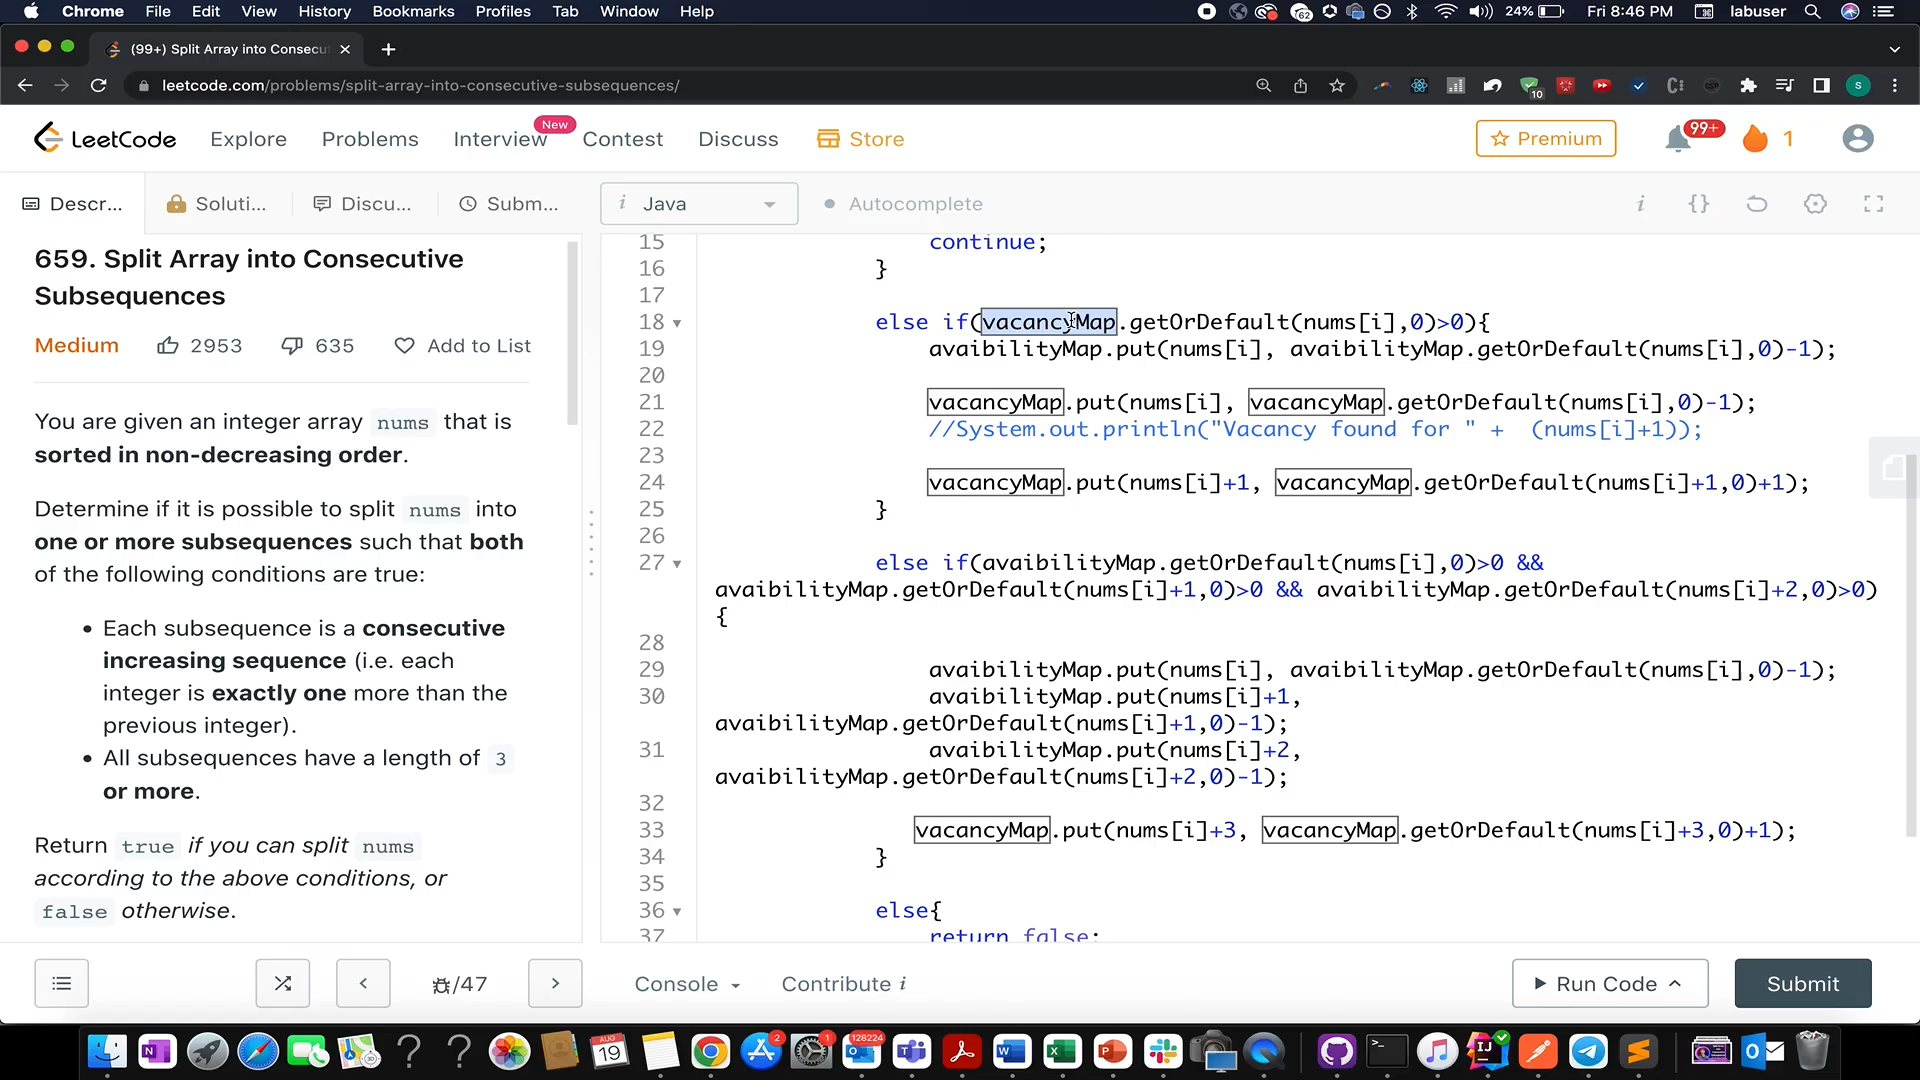 Chrome File Edit View History Bookmarks Profiles Tab Window Help 62 24% Fri 8:46 PM labuser
(99+) Split Array into Consecu
leetcode.com/problems/split-array-into-consecutive-subsequences/ 10 S
LeetCode Explore Problems Interview New Contest Discuss Store Premium 99+ 1
Descr... Soluti... Discu... Subm... i Java Autocomplete i {}
659. Split Array into Consecutive
Subsequences
Medium 2953 635 Add to List
You are given an integer array nums that is
sorted in non-decreasing order.
Determine if it is possible to split nums into
one or more subsequences such that both
of the following conditions are true:
• Each subsequence is a consecutive
increasing sequence (i.e. each
integer is exactly one more than the
previous integer).
• All subsequences have a length of 3
or more.
Return true if you can split nums
according to the above conditions, or
false otherwise.
15 continue;
16 }
17
18 else if(vacancyMap.getOrDefault(nums[i],0)>0){
19 avaibilityMap.put(nums[i], avaibilityMap.getOrDefault(nums[i],0)-1);
20
21 vacancyMap.put(nums[i], vacancyMap.getOrDefault(nums[i],0)-1);
22 //System.out.println("Vacancy found for " + (nums[i]+1));
23
24 vacancyMap.put(nums[i]+1, vacancyMap.getOrDefault(nums[i]+1,0)+1);
25 }
26
27 else if(avaibilityMap.getOrDefault(nums[i],0)>0 &&
avaibilityMap.getOrDefault(nums[i]+1,0)>0 && avaibilityMap.getOrDefault(nums[i]+2,0)>0)
{
28
29 avaibilityMap.put(nums[i], avaibilityMap.getOrDefault(nums[i],0)-1);
30 avaibilityMap.put(nums[i]+1,
avaibilityMap.getOrDefault(nums[i]+1,0)-1);
31 avaibilityMap.put(nums[i]+2,
avaibilityMap.getOrDefault(nums[i]+2,0)-1);
32
33 vacancyMap.put(nums[i]+3, vacancyMap.getOrDefault(nums[i]+3,0)+1);
34 }
35
36 else{
37 return false;
/47 Console Contribute i Run Code Submit
AUG 19 2 1 128224